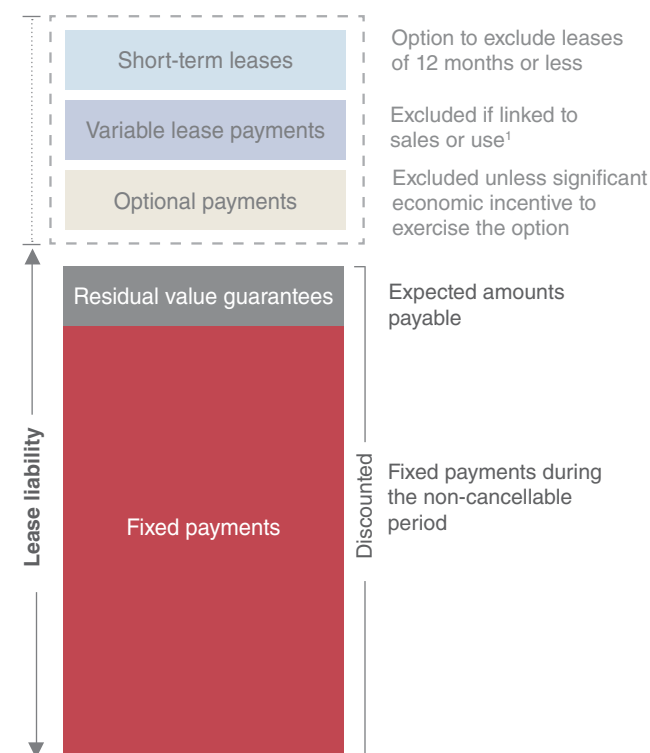 Short-term leases
Option to exclude leases
of 12 months or less
Variable lease payments
Excluded if linked to
sales or use¹
Optional payments
Excluded unless significant
economic incentive to
exercise the option
Residual value guarantees
Expected amounts
payable
Lease liability
Fixed payments
Discounted
Fixed payments during
the non-cancellable
period